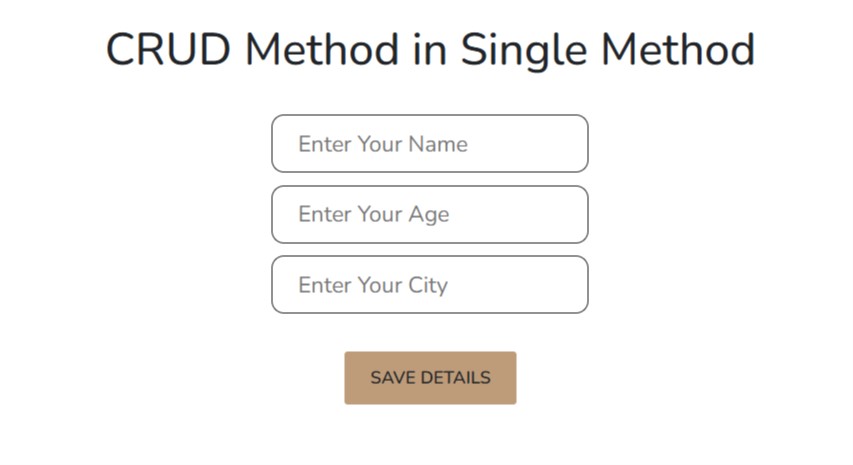 CRUD Method in Single Method
Enter Your Name
Enter Your Age
Enter Your City
SAVE DETAILS